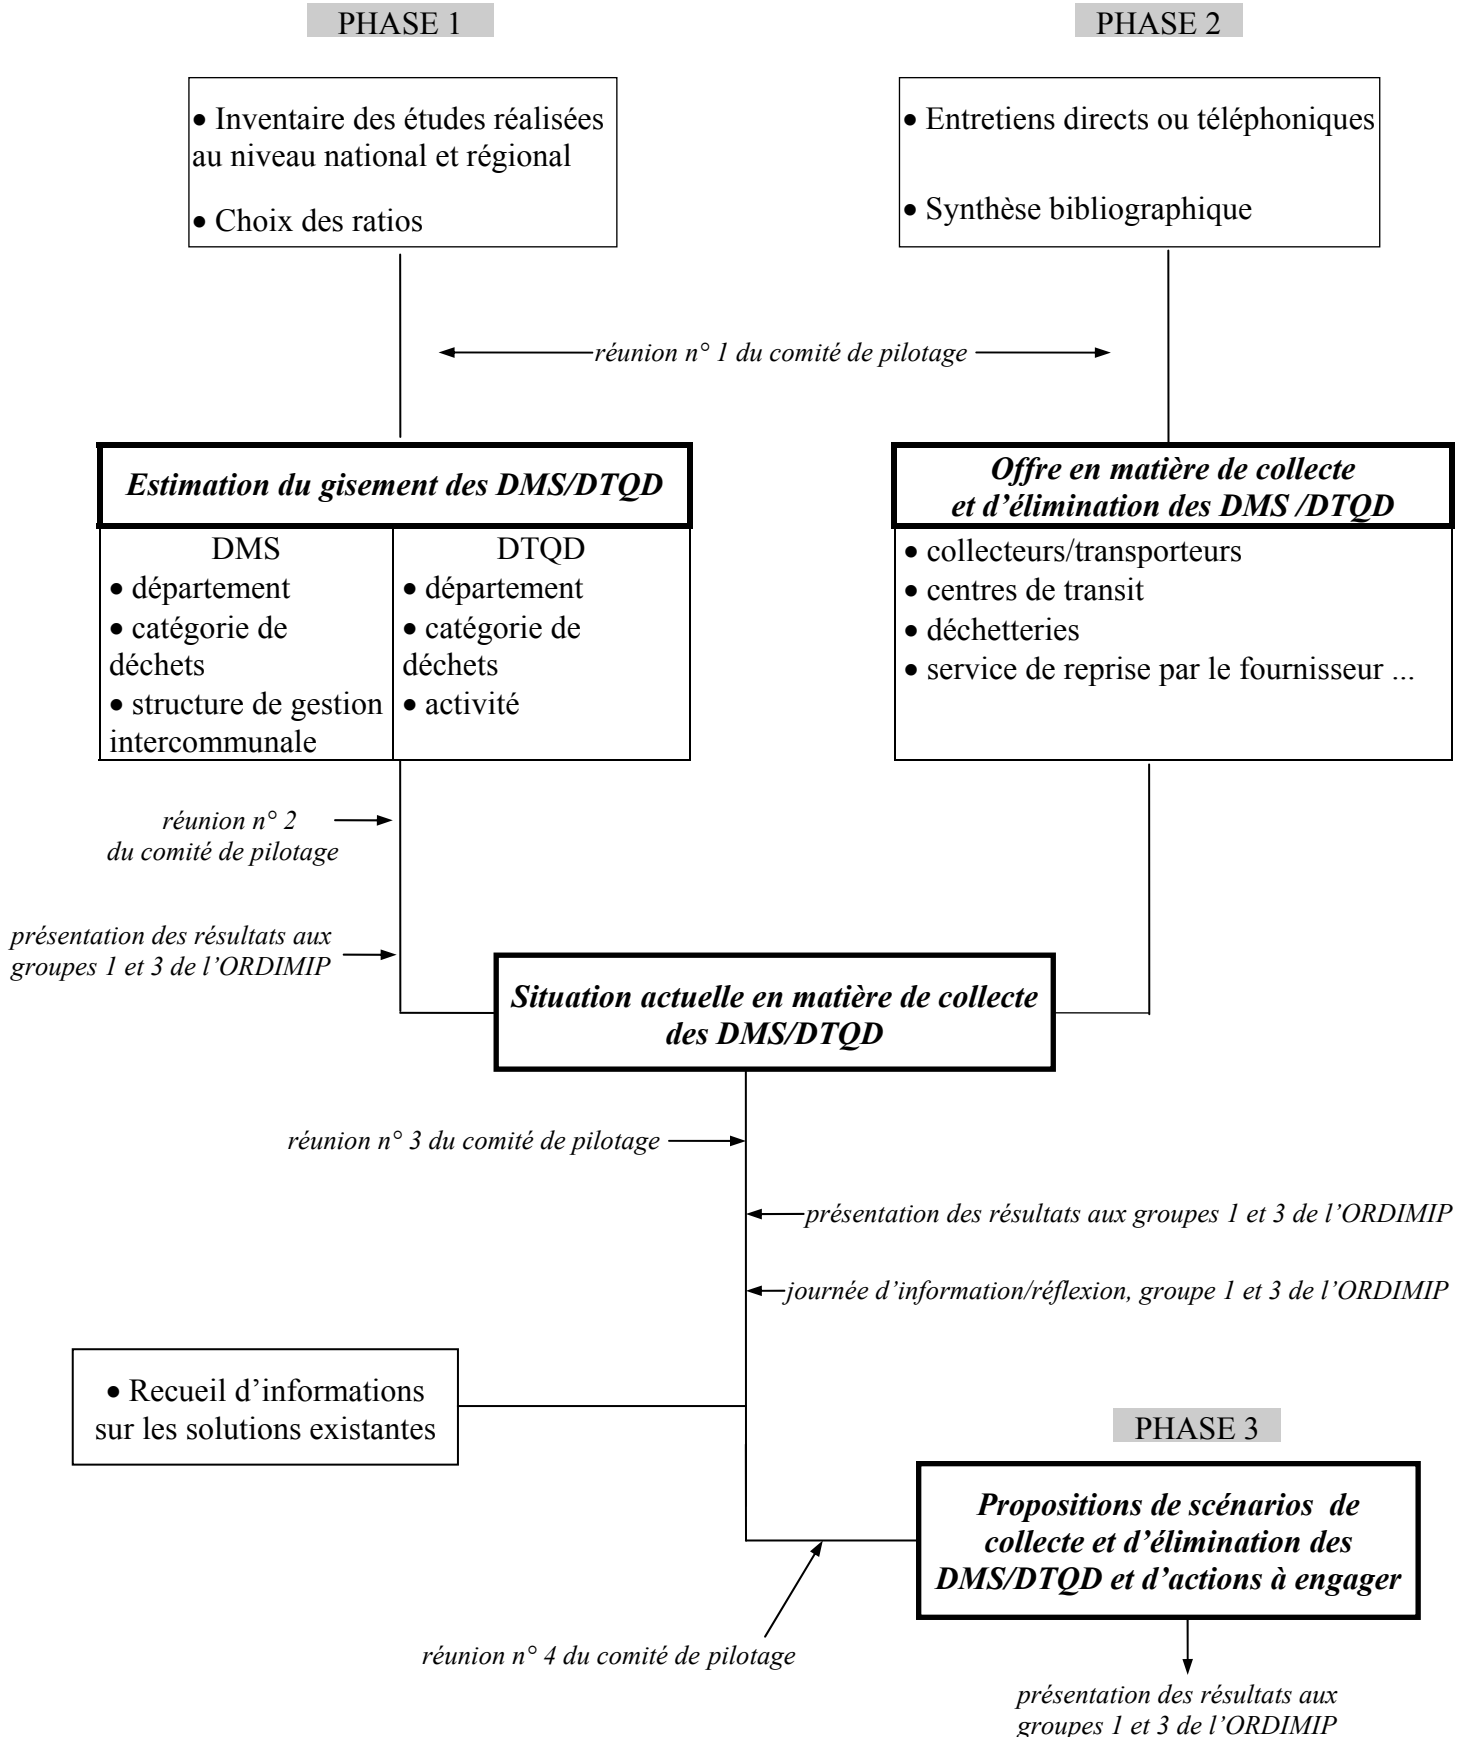 PHASE 1
PHASE 2
• Inventaire des études réalisées
au niveau national et régional
• Choix des ratios
• Entretiens directs ou téléphoniques
• Synthèse bibliographique
réunion n° 1 du comité de pilotage
Estimation du gisement des DMS/DTQD
DMS
• département
• catégorie de
déchets
• structure de gestion
intercommunale
DTQD
• département
• catégorie de
déchets
• activité
Offre en matière de collecte
et d’élimination des DMS /DTQD
• collecteurs/transporteurs
• centres de transit
• déchetteries
• service de reprise par le fournisseur ...
réunion n° 2
du comité de pilotage
présentation des résultats aux
groupes 1 et 3 de l’ORDIMIP
Situation actuelle en matière de collecte
des DMS/DTQD
réunion n° 3 du comité de pilotage
présentation des résultats aux groupes 1 et 3 de l’ORDIMIP
journée d’information/réflexion, groupe 1 et 3 de l’ORDIMIP
• Recueil d’informations
sur les solutions existantes
PHASE 3
Propositions de scénarios de
collecte et d’élimination des
DMS/DTQD et d’actions à engager
réunion n° 4 du comité de pilotage
présentation des résultats aux
groupes 1 et 3 de l’ORDIMIP